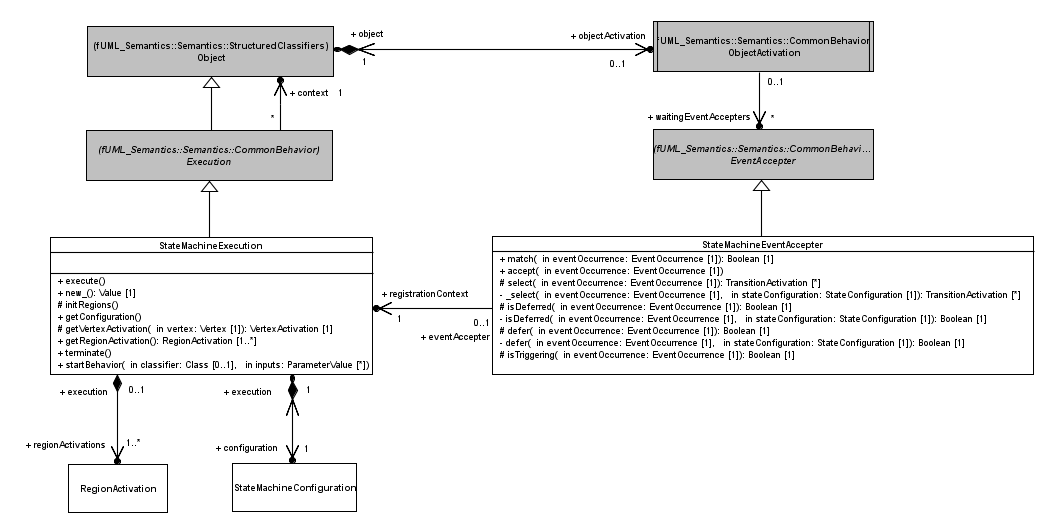 (fUML_Semantics::Semantics::StructuredClassifiers)
Object
+ object
1
+ objectActivation
0..1
fUML_Semantics::Semantics::CommonBehavior
ObjectActivation
+ context 1
*
0..1
+ waitingEventAccepters *
(fUML_Semantics::Semantics::CommonBehavior)
Execution
(fUML_Semantics::Semantics::CommonBehavi...
EventAccepter
StateMachineExecution
+ execute()
+ new_(): Value [1]
# initRegions()
+ getConfiguration()
# getVertexActivation( in vertex: Vertex [1]): VertexActivation [1]
+ getRegionActivation(): RegionActivation [1..*]
+ terminate()
+ startBehavior( in classifier: Class [0..1], in inputs: ParameterValue [*])
+ registrationContext
1
0..1
+ eventAccepter
StateMachineEventAccepter
+ match( in eventOccurrence: EventOccurrence [1]): Boolean [1]
+ accept( in eventOccurrence: EventOccurrence [1])
# select( in eventOccurrence: EventOccurrence [1]): TransitionActivation [*]
- _select( in eventOccurrence: EventOccurrence [1], in stateConfiguration: StateConfiguration [1]): TransitionActivation [*]
# isDeferred( in eventOccurrence: EventOccurrence [1]): Boolean [1]
- isDeferred( in eventOccurrence: EventOccurrence [1], in stateConfiguration: StateConfiguration [1]): Boolean [1]
# defer( in eventOccurrence: EventOccurrence [1]): Boolean [1]
- defer( in eventOccurrence: EventOccurrence [1], in stateConfiguration: StateConfiguration [1]): Boolean [1]
# isTriggering( in eventOccurrence: EventOccurrence [1]): Boolean [1]
+ execution 0..1
+ execution 1
+ regionActivations 1..*
+ configuration 1
RegionActivation
StateMachineConfiguration